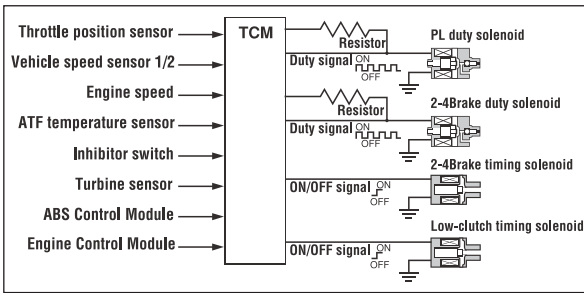 Throttle position sensor
Vehicle speed sensor 1/2
Engine speed
ATF temperature sensor
Inhibitor switch
Turbine sensor
ABS Control Module
Engine Control Module
TCM
Resistor
PL duty solenoid
Duty signal ON
OFF
2-4Brake duty solenoid
Resistor
Duty signal ON
OFF
2-4Brake timing solenoid
ON/OFF signal ON
OFF
Low-clutch timing solenoid
ON/OFF signal ON
OFF